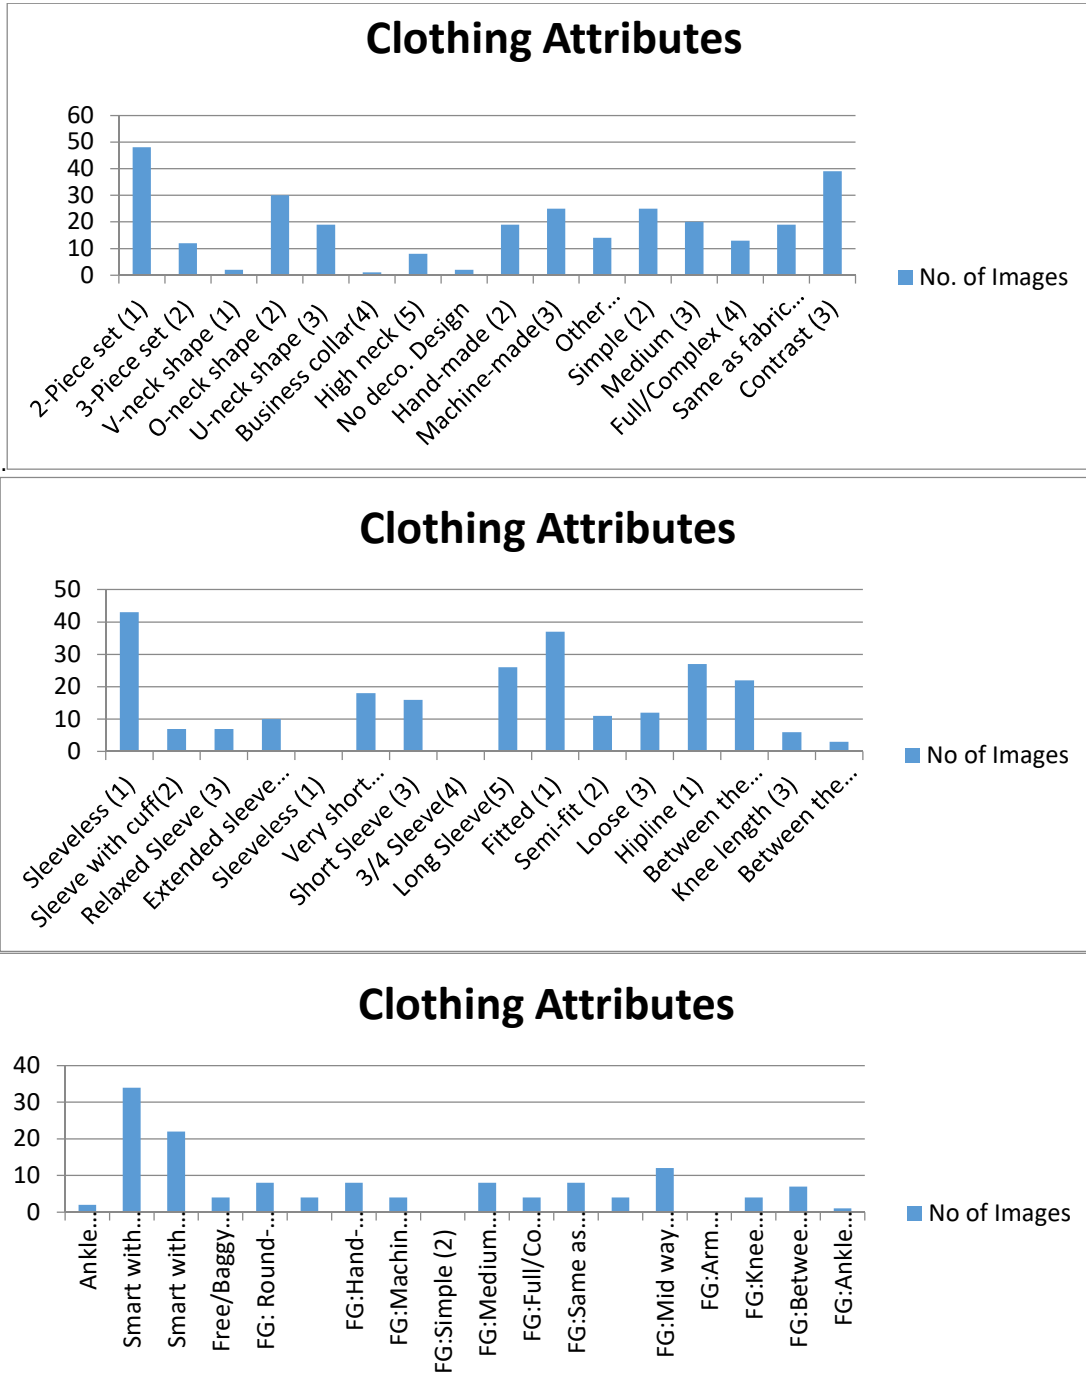 Clothing Attributes
60
50
40
30
20
10
0
2-Piece set (1)
3-Piece set (2)
V-neck shape (1)
O-neck shape (2)
U-neck shape (3)
Business collar(4)
High neck (5)
No deco. Design
Hand-made (2)
Machine-made(3)
Other...
Simple (2)
Medium (3)
Full/Complex (4)
Same as fabric...
Contrast (3)
No. of Images
.
Clothing Attributes
50
40
30
20
10
0
Sleeveless (1)
Sleeve with cuff(2)
Relaxed Sleeve (3)
Extended sleeve...
Sleeveless (1)
Very short...
Short Sleeve (3)
3/4 Sleeve(4)
Long Sleeve(5)
Fitted (1)
Semi-fit (2)
Loose (3)
Hipline (1)
Between the...
Knee length (3)
Between the...
No of Images
Clothing Attributes
40
30
20
10
0
Ankle...
Smart with...
Smart with...
Free/Baggy...
FG: Round-...
FG:Hand-...
FG:Machin...
FG:Simple (2)
FG:Medium...
FG:Full/Co...
FG:Same as...
FG:Mid way...
FG:Arm...
FG:Knee...
FG:Betwee...
FG:Ankle...
No of Images